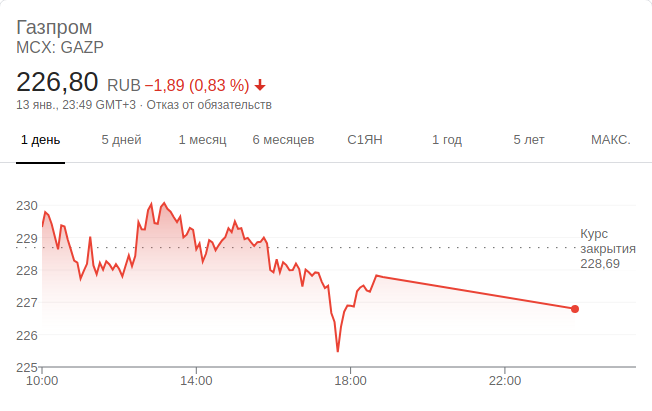 Газпром
MCX: GAZP
226,80 RUB −1,89 (0,83 %)
13 янв., 23:49 GMT+3 · Отказ от обязательств
1 день 5 дней 1 месяц 6 месяцев С1ЯН 1 год 5 лет МАКС.
230
229
228
227
226
225
Курс
закрытия
228,69
10:00 14:00 18:00 22:00